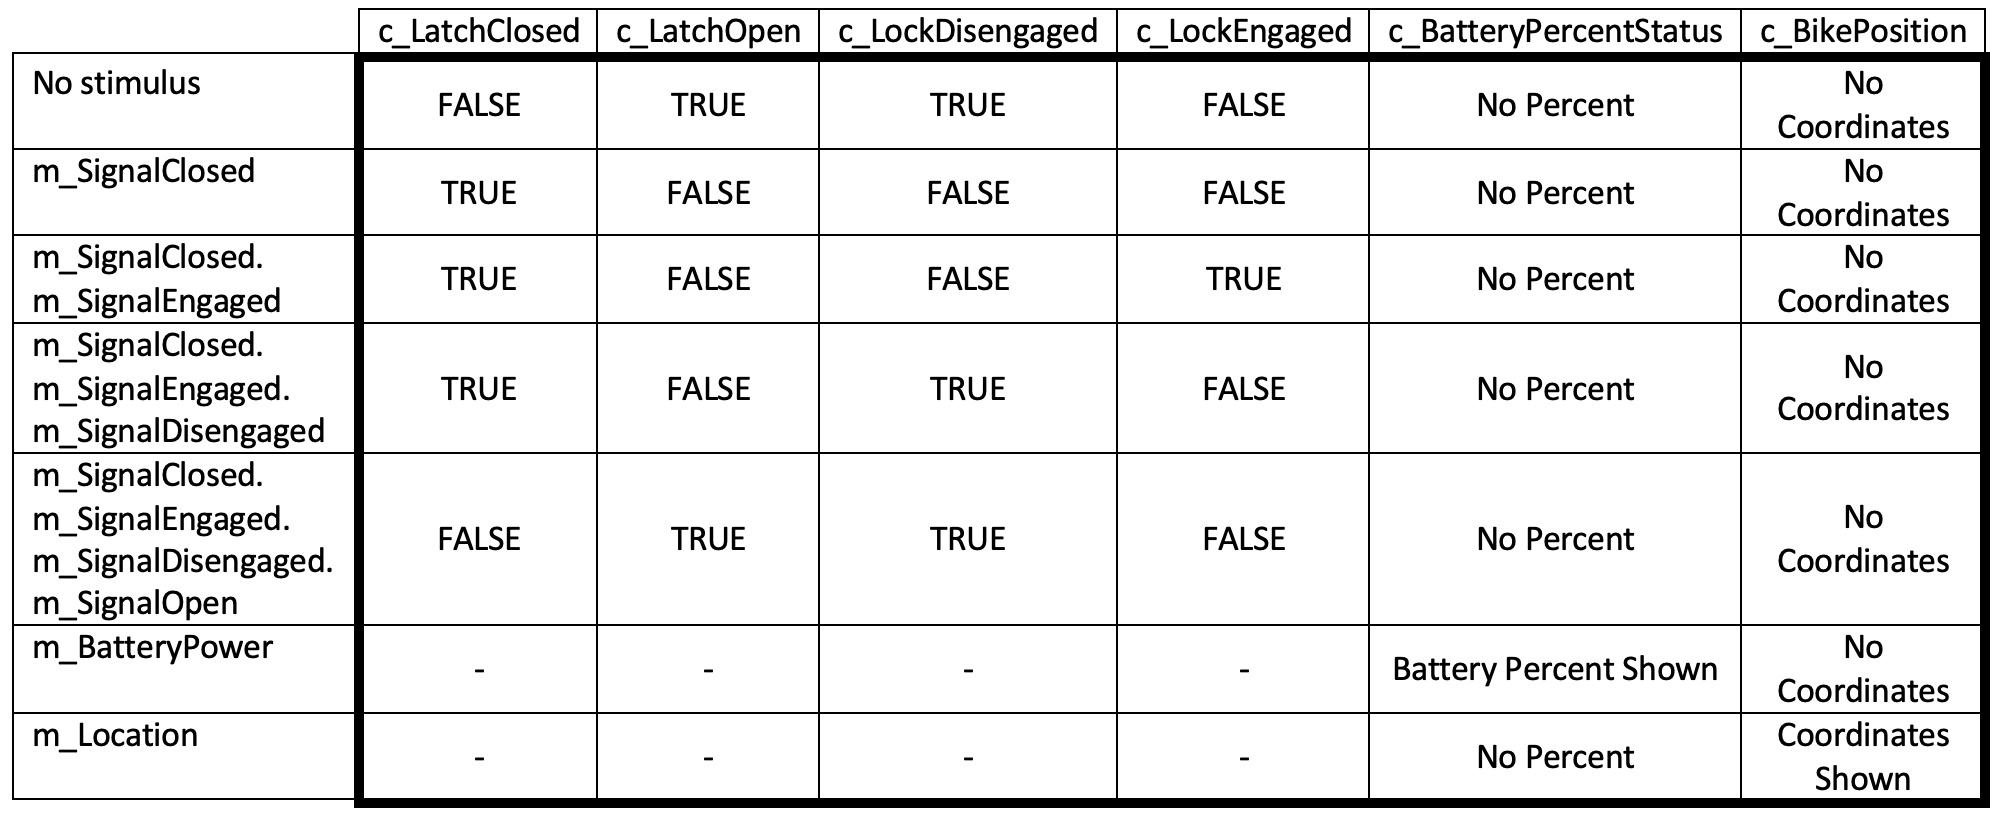 c_LatchClosed c_LatchOpen c_LockDisengaged c_LockEngaged c_BatteryPercentStatus c_BikePosition
No stimulus
FALSE TRUE TRUE FALSE No Percent
No
Coordinates
m_SignalClosed
TRUE FALSE FALSE FALSE No Percent
No
Coordinates
m_SignalClosed.
m_SignalEngaged
TRUE FALSE FALSE TRUE No Percent
No
Coordinates
m_SignalClosed.
m_SignalEngaged.
m_SignalDisengaged
TRUE FALSE TRUE FALSE No Percent
No
Coordinates
m_SignalClosed.
m_SignalEngaged.
m_SignalDisengaged.
m_SignalOpen
FALSE TRUE TRUE FALSE No Percent
No
Coordinates
m_BatteryPower
- - - - Battery Percent Shown
No
Coordinates
m_Location
- - - - No Percent
Coordinates
Shown